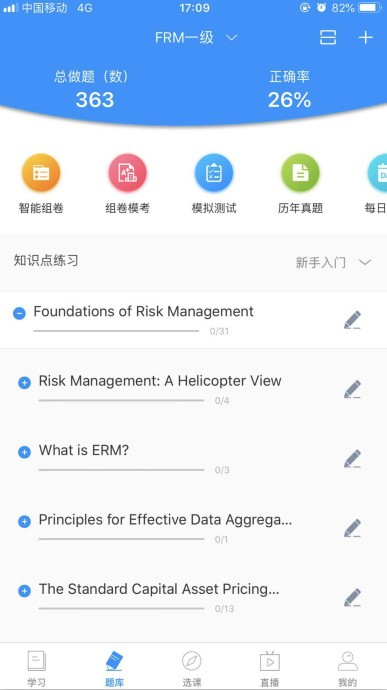 中国移动 4G 17:09 82%
FRM一级
总做题（数） 正确率
363 26%
智能组卷 组卷模考 模拟测试 历年真题 每日
知识点练习 新手入门
Foundations of Risk Management
0/31
Risk Management: A Helicopter View
0/4
What is ERM?
0/3
Principles for Effective Data Aggrega...
0/1
The Standard Capital Asset Pricing...
0/13
学习 题库 选课 直播 我的